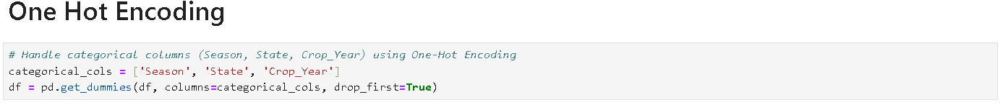 One Hot Encoding
# Handle categorical columns (Season, State, Crop_Year) using One-Hot Encoding
categorical_cols = ['Season', 'State', 'Crop_Year']
df = pd.get_dummies(df, columns=categorical_cols, drop_first=True)